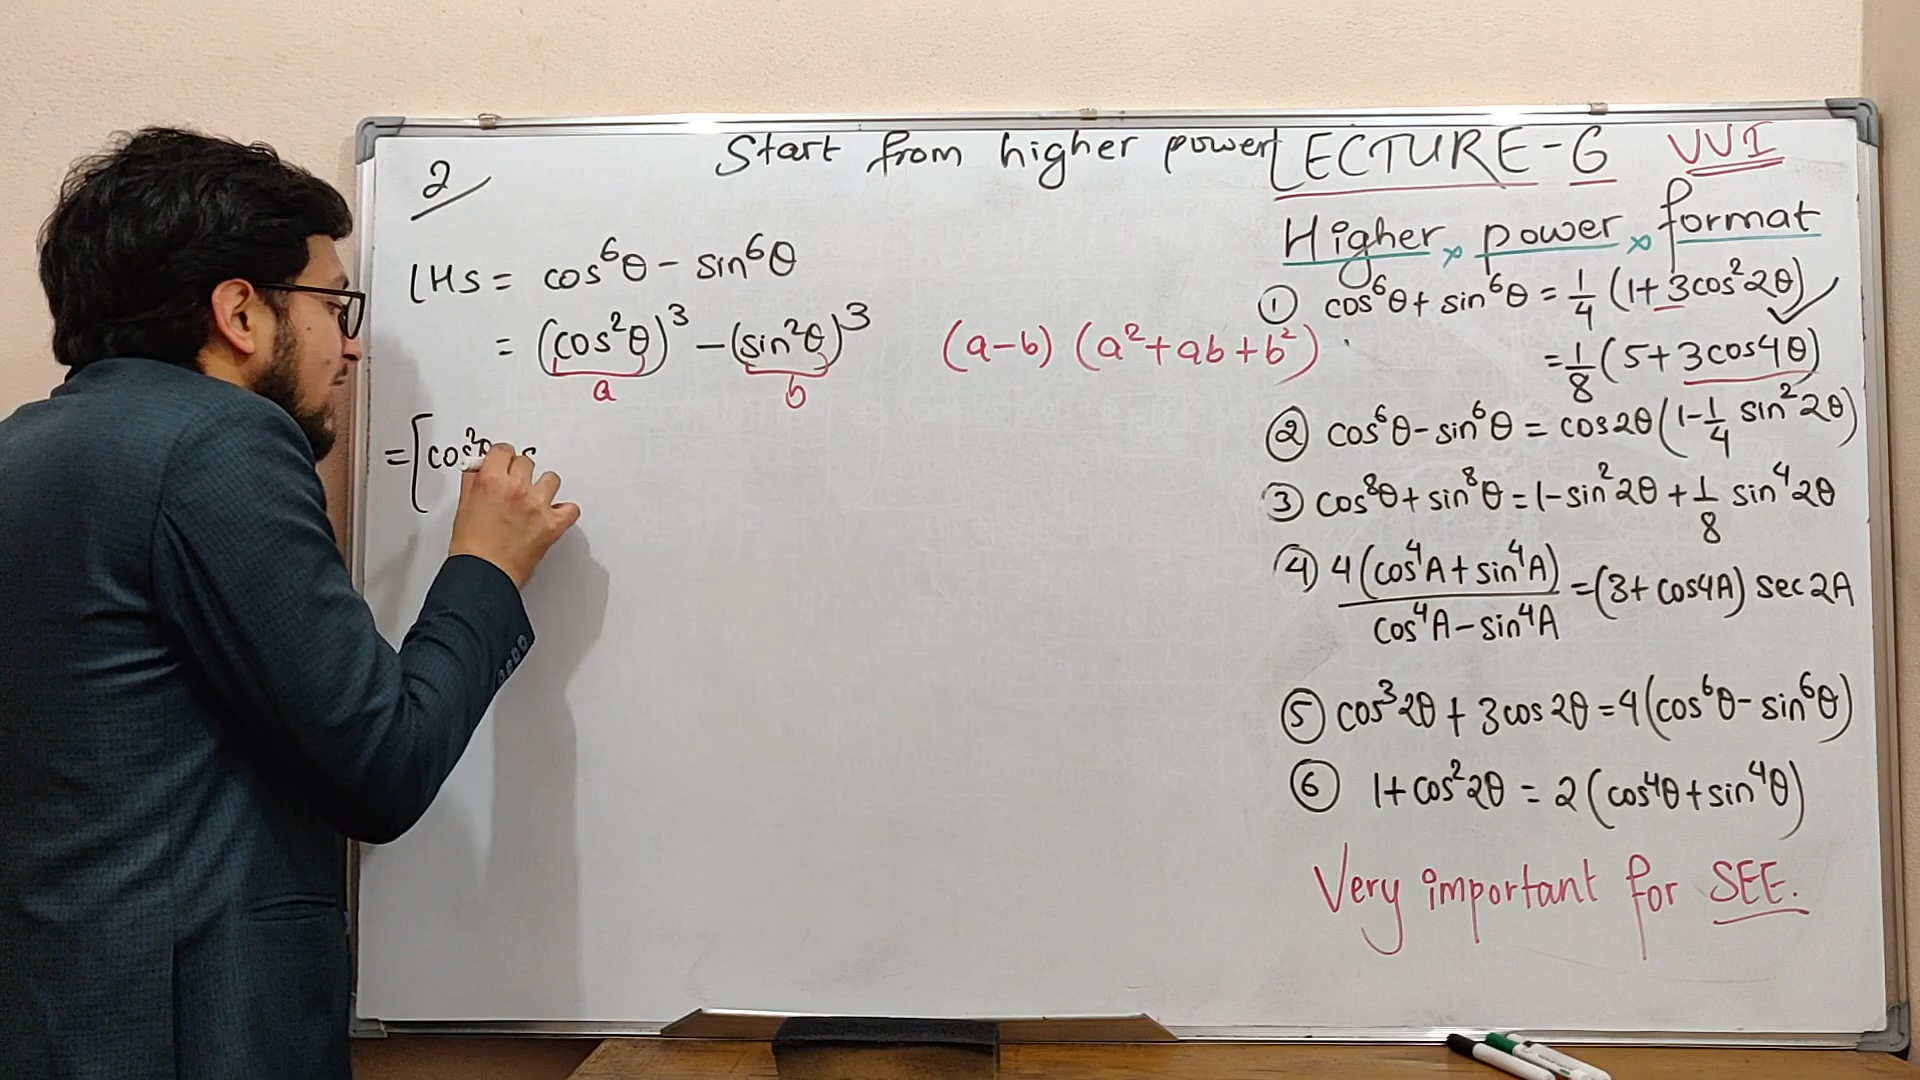 Start from higher power
LECTURE-6 VVI
2
LHS = cos⁶θ - sin⁶θ
= (cos²θ)³ - (sin²θ)³ (a-b) (a²+ab+b²)
a b
= [cos²θ
Higher power format
① cos⁶θ + sin⁶θ = 1/4 (1+3cos²2θ)
= 1/8 (5+3cos4θ)
② cos⁶θ - sin⁶θ = cos2θ (1 - 1/4 sin²2θ)
③ cos⁸θ + sin⁸θ = 1 - sin²2θ + 1/8 sin⁴2θ
④ 4(cos⁴A + sin⁴A) / cos⁴A - sin⁴A = (3+cos4A) sec2A
⑤ cos³2θ + 3cos2θ = 4(cos⁶θ - sin⁶θ)
⑥ 1+cos²2θ = 2(cos⁴θ + sin⁴θ)
Very important for SEE.